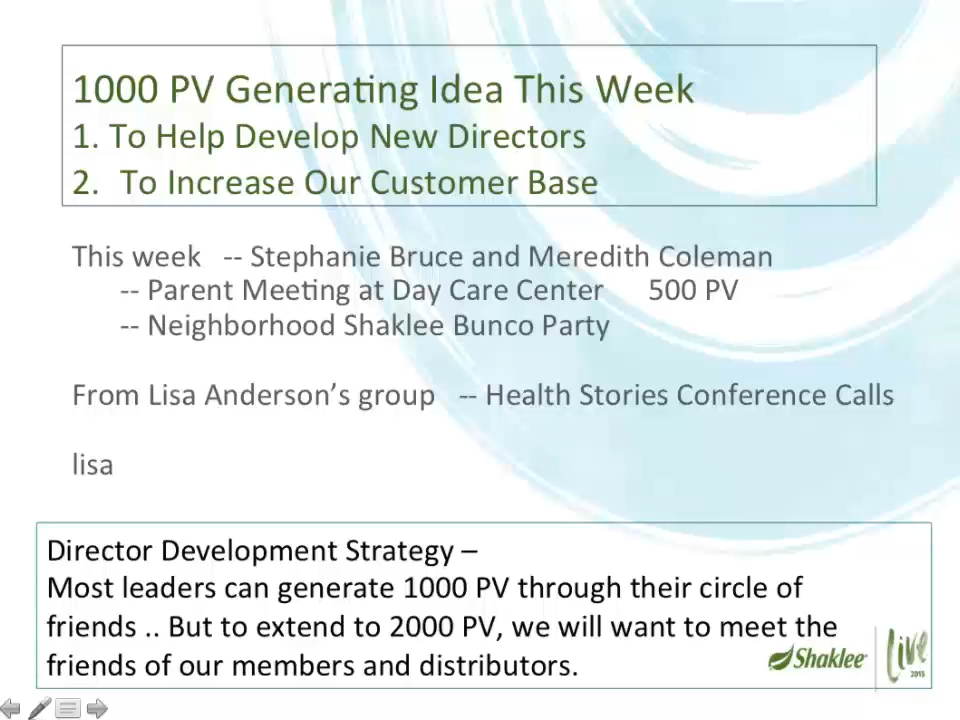 1000 PV Generating Idea This Week
1. To Help Develop New Directors
2. To Increase Our Customer Base
This week -- Stephanie Bruce and Meredith Coleman
-- Parent Meeting at Day Care Center 500 PV
-- Neighborhood Shaklee Bunco Party
From Lisa Anderson’s group -- Health Stories Conference Calls
lisa
Director Development Strategy –
Most leaders can generate 1000 PV through their circle of
friends .. But to extend to 2000 PV, we will want to meet the
friends of our members and distributors.
Shaklee Live 2015